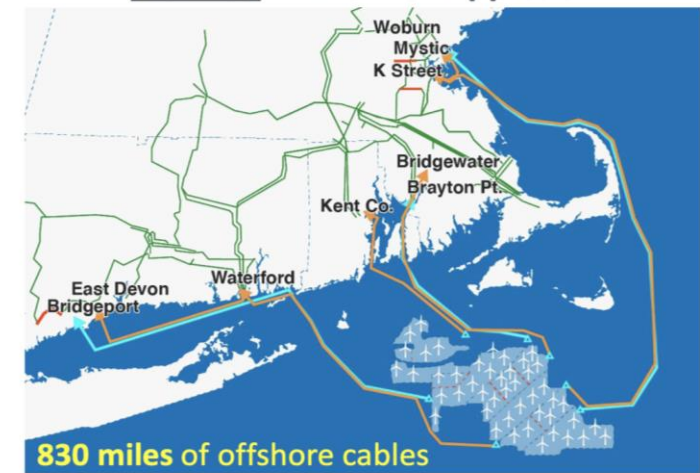 Woburn
Mystic
K Street
Bridgewater
Brayton Pt.
Kent Co.
Waterford
East Devon
Bridgeport
830 miles of offshore cables